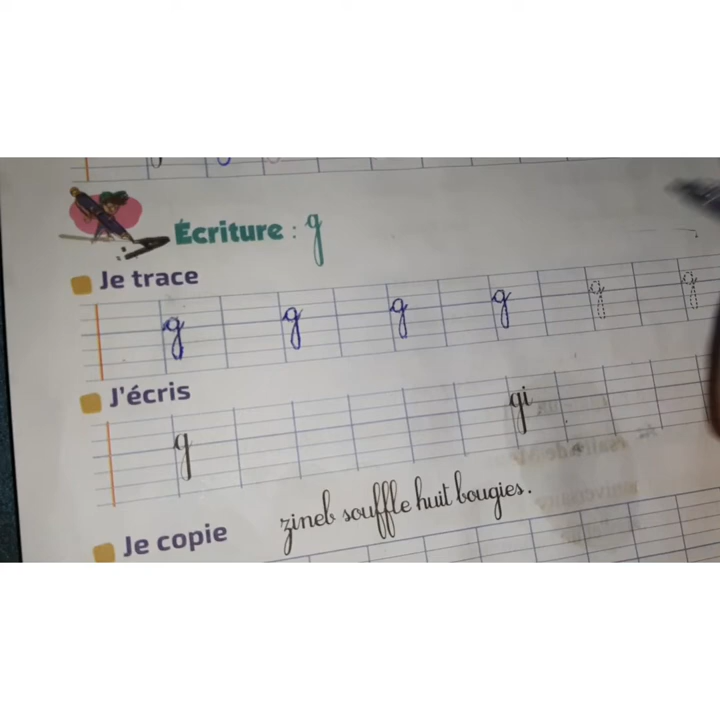 Écriture : g
Je trace
g g g g g g
J'écris
g gi
Je copie
zineb souffle huit bougies.